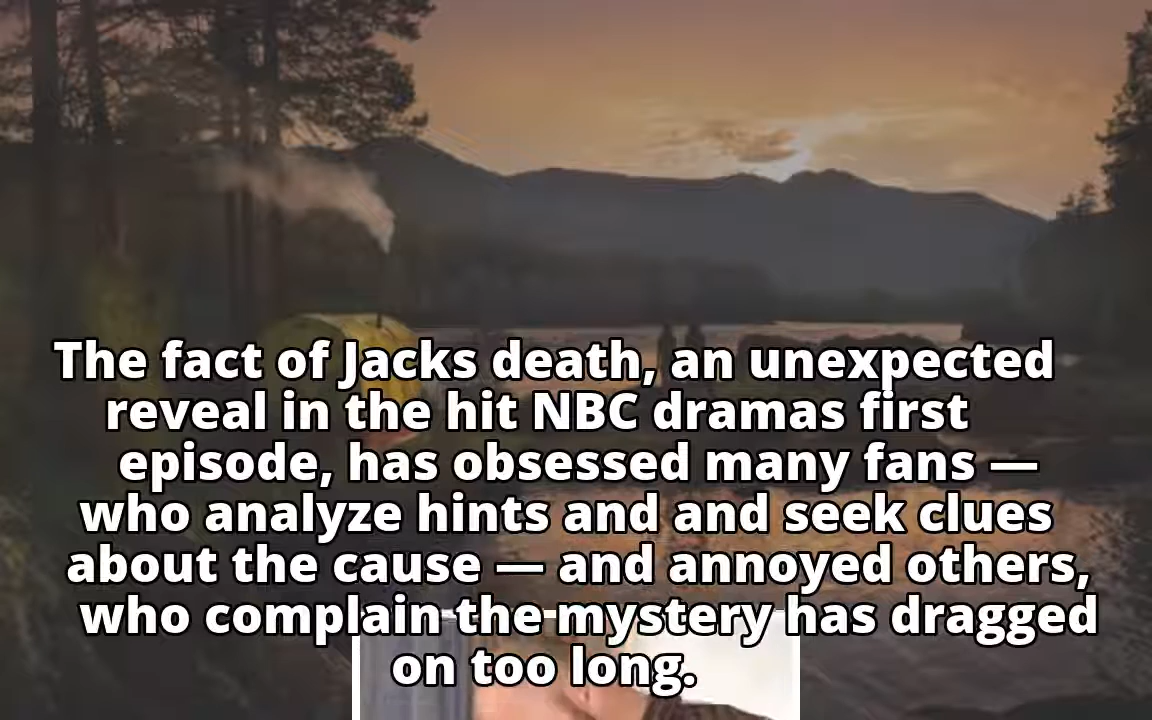 The fact of Jacks death, an unexpected
reveal in the hit NBC dramas first
episode, has obsessed many fans —
who analyze hints and and seek clues
about the cause — and annoyed others,
who complain the mystery has dragged
on too long.